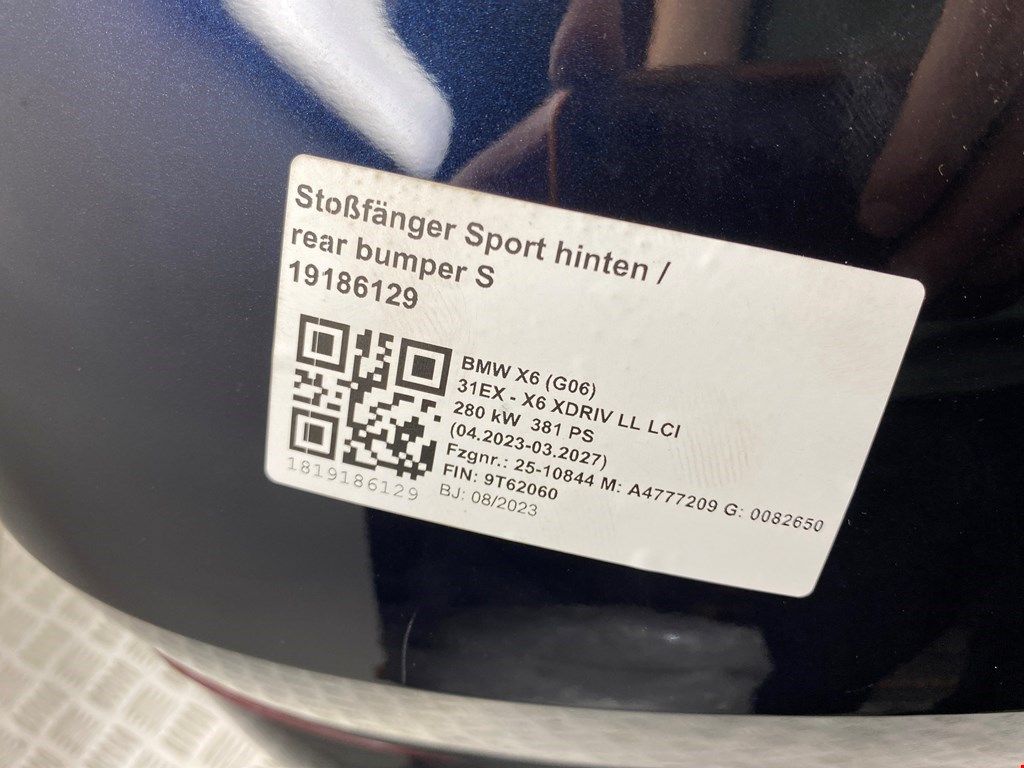 Stoßfänger Sport hinten /
rear bumper S
19186129
BMW X6 (G06)
31EX - X6 XDRIV LL LCI
280 kW 381 PS
(04.2023-03.2027)
Fzgnr.: 25-10844 M: A4777209 G: 0082650
FIN: 9T62060
BJ: 08/2023
1819186129